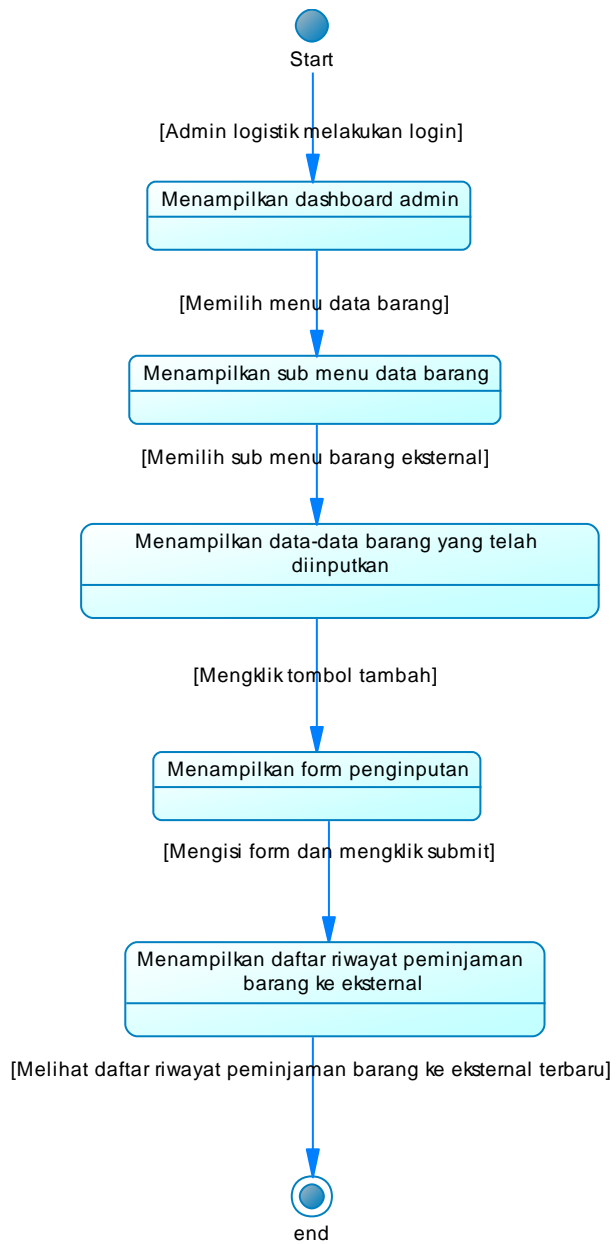 Start
[Admin logistik melakukan login]
Menampilkan dashboard admin
[Memilih menu data barang]
Menampilkan sub menu data barang
[Memilih sub menu barang eksternal]
Menampilkan data-data barang yang telah
diinputkan
[Mengklik tombol tambah]
Menampilkan form penginputan
[Mengisi form dan mengklik submit]
Menampilkan daftar riwayat peminjaman
barang ke eksternal
[Melihat daftar riwayat peminjaman barang ke eksternal terbaru]
end